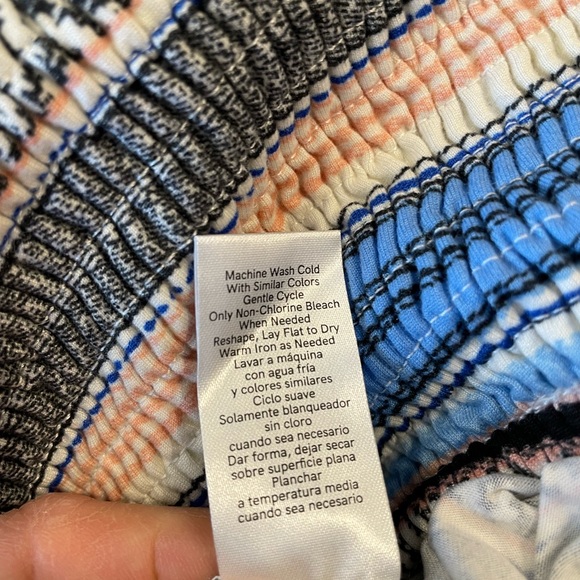 Machine Wash Cold
With Similar Colors
Gentle Cycle
Only Non-Chlorine Bleach
When Needed
Reshape, Lay Flat to Dry
Warm Iron as Needed
Lavar a máquina
con agua fría
y colores similares
Ciclo suave
Solamente blanqueador
sin cloro
cuando sea necesario
Dar forma, dejar secar
sobre superficie plana
Planchar
a temperatura media
cuando sea necesario